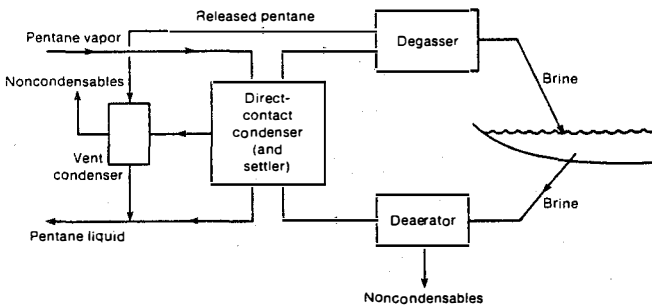 Released pentane
Pentane vapor
Degasser
Noncondensables
Brine
Direct-
contact
condenser
(and
settler)
Vent
condenser
Brine
Pentane liquid
Deaerator
Noncondensables